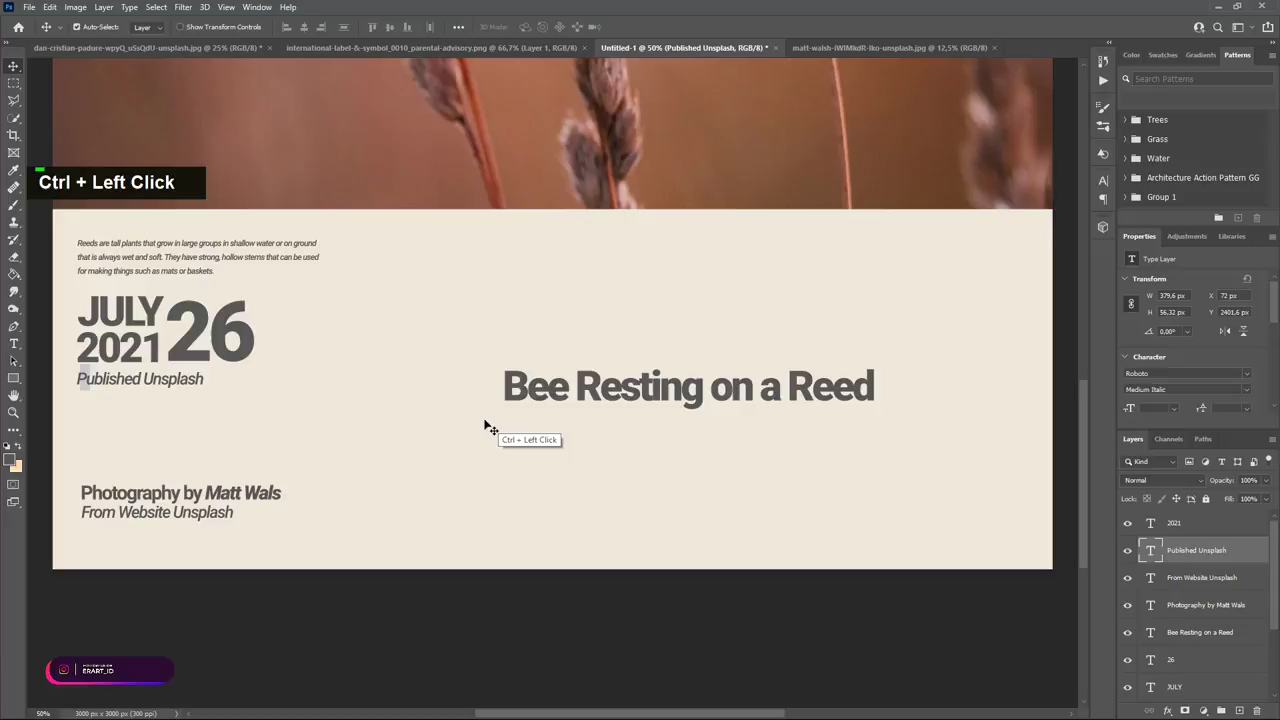 File Edit Image Layer Type Select Filter 3D View Window Help
Auto-Select: Layer Show Transform Controls 3D Mode:
dan-cristian-padure-wpyQ_uSsQdU-unsplash.jpg @ 25% (RGB/8) * international-label-&-symbol_0010_parental-advisory.png @ 66,7% (Layer 1, RGB/8) Untitled-1 @ 50% (Published Unsplash, RGB/8) * matt-walsh-iWIMkdR-Iko-unsplash.jpg @ 12,5% (RGB/8)
Color Swatches Gradients Patterns
Search Patterns
Trees
Grass
Water
Architecture Action Pattern GG
Group 1
Ctrl + Left Click
Reeds are tall plants that grow in large groups in shallow water or on ground
that is always wet and soft. They have strong, hollow stems that can be used
for making things such as mats or baskets.
JULY
2021
26
Published Unsplash
Bee Resting on a Reed
Ctrl + Left Click
Photography by Matt Wals
From Website Unsplash
ERART_ID
50% 3000 px x 3000 px (300 ppi)
Properties Adjustments Libraries
Type Layer
Transform
W 379,6 px X 72 px
H 56.32 px Y 2401,6 px
0,00°
Character
Roboto
Medium Italic
Layers Channels Paths
Kind
Normal Opacity: 100%
Lock: Fill: 100%
2021
Published Unsplash
From Website Unsplash
Photography by Matt Wals
Bee Resting on a Reed
26
JULY